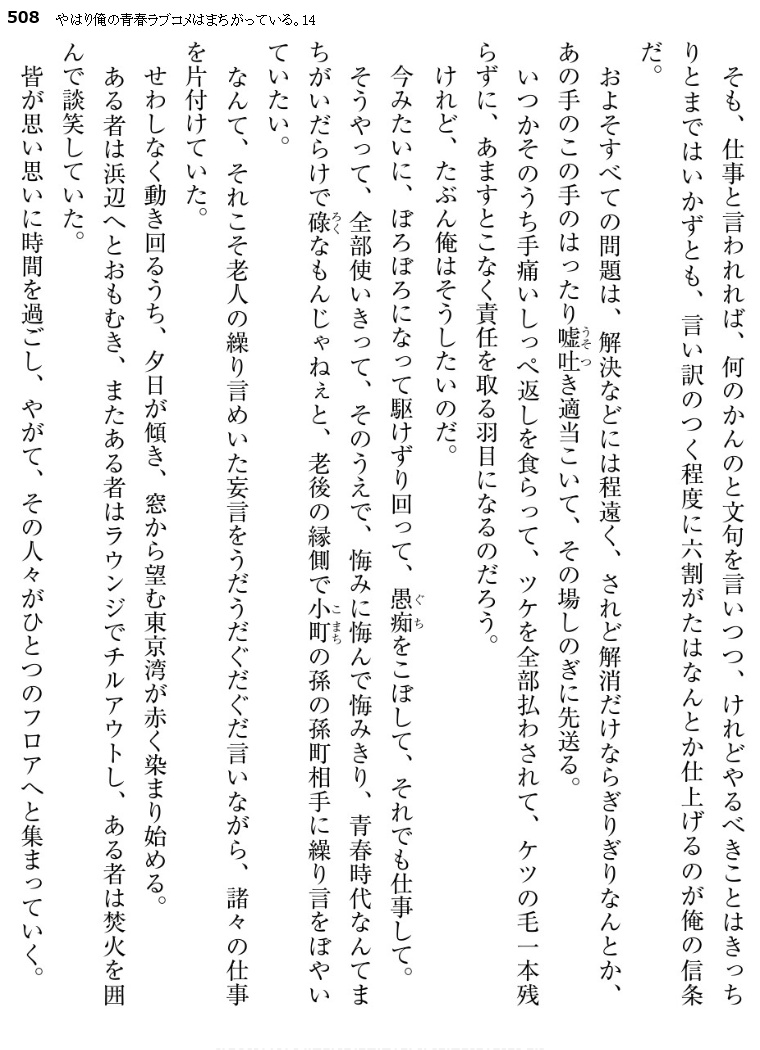 508 やはり俺の青春ラブコメはまちがっている。14
そも、仕事と言われれば、何のかんのと文句を言いつつ、けれどやるべきことはきっち
りとまではいかずとも、言い訳のつく程度に六割がたはなんとか仕上げるのが俺の信条
だ。
およそすべての問題は、解決などには程遠く、されど解消だけならぎりぎりなんとか、
あの手のこの手のはったり嘘吐き適当こいて、その場しのぎに先送る。
いつかそのうち手痛いしっぺ返しを食らって、ツケを全部払わされて、ケツの毛一本残
らずに、あますとこなく責任を取る羽目になるのだろう。
けれど、たぶん俺はそうしたいのだ。
今みたいに、ぼろぼろになって駆けずり回って、愚痴をこぼして、それでも仕事して。
そうやって、全部使いきって、そのうえで、悔みに悔んで悔みきり、青春時代なんてま
ちがいだらけで碌なもんじゃねぇと、老後の縁側で小町の孫の孫町相手に繰り言をぼやい
ていたい。
なんて、それこそ老人の繰り言めいた妄言をうだうだぐだぐだ言いながら、諸々の仕事
を片付けていた。
せわしなく動き回るうち、夕日が傾き、窓から望む東京湾が赤く染まり始める。
ある者は浜辺へとおもむき、またある者はラウンジでチルアウトし、ある者は焚火を囲
んで談笑していた。
皆が思い思いに時間を過ごし、やがて、その人々がひとつのフロアへと集まっていく。